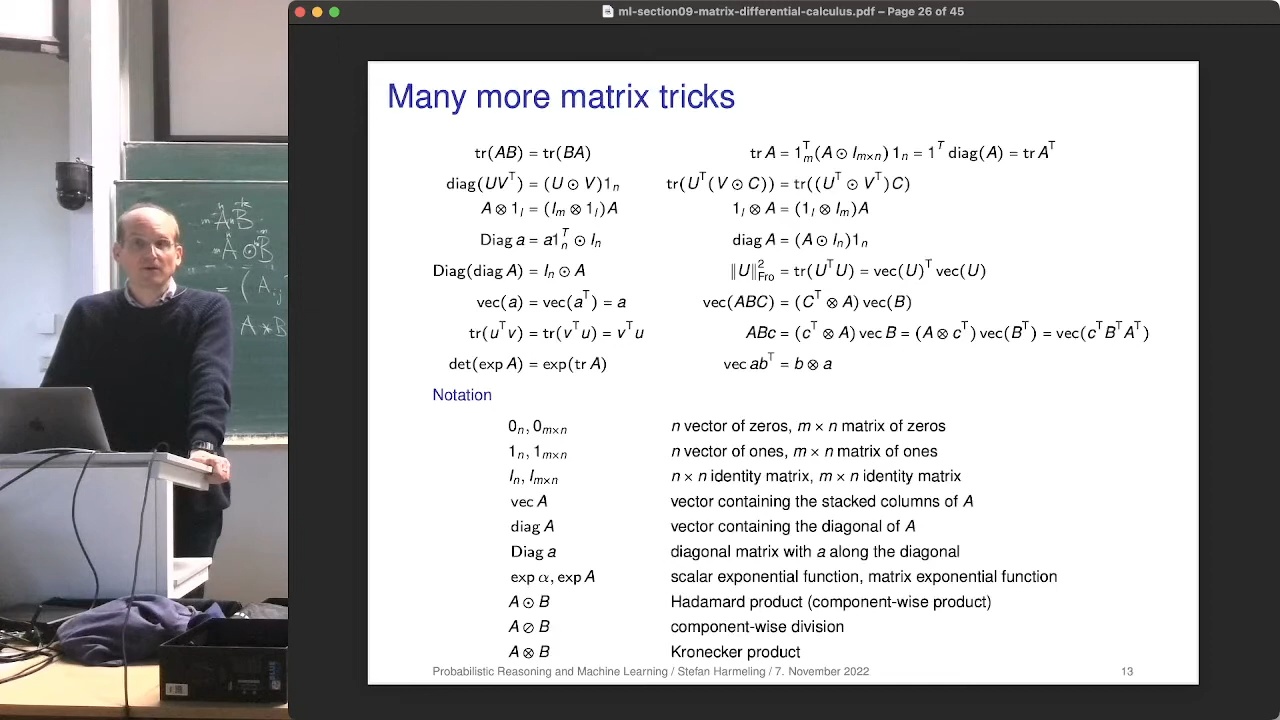 ml-section09-matrix-differential-calculus.pdf – Page 26 of 45
Many more matrix tricks
tr(AB) = tr(BA) tr A = 1ᵀₘ(A ⊙ Iₘ×ₙ) 1ₙ = 1ᵀ diag(A) = tr Aᵀ
diag(UVᵀ) = (U ⊙ V)1ₙ tr(Uᵀ(V ⊙ C)) = tr((Uᵀ ⊙ Vᵀ)C)
A ⊗ 1ₗ = (Iₘ ⊗ 1ₗ)A 1ₗ ⊗ A = (1ₗ ⊗ Iₘ)A
Diag a = a1ᵀₙ ⊙ Iₙ diag A = (A ⊙ Iₙ)1ₙ
Diag(diag A) = Iₙ ⊙ A ‖U‖²Fro = tr(UᵀU) = vec(U)ᵀ vec(U)
vec(a) = vec(aᵀ) = a vec(ABC) = (Cᵀ ⊗ A) vec(B)
tr(uᵀv) = tr(vᵀu) = vᵀu ABc = (cᵀ ⊗ A) vec B = (A ⊗ cᵀ) vec(Bᵀ) = vec(cᵀBᵀAᵀ)
det(exp A) = exp(tr A) vec abᵀ = b ⊗ a
Notation
0ₙ, 0ₘ×ₙ n vector of zeros, m × n matrix of zeros
1ₙ, 1ₘ×ₙ n vector of ones, m × n matrix of ones
Iₙ, Iₘ×ₙ n × n identity matrix, m × n identity matrix
vec A vector containing the stacked columns of A
diag A vector containing the diagonal of A
Diag a diagonal matrix with a along the diagonal
exp α, exp A scalar exponential function, matrix exponential function
A ⊙ B Hadamard product (component-wise product)
A ⊘ B component-wise division
A ⊗ B Kronecker product
Probabilistic Reasoning and Machine Learning / Stefan Harmeling / 7. November 2022 13
A B
A ⊙ B
= ( A i,j
A * B